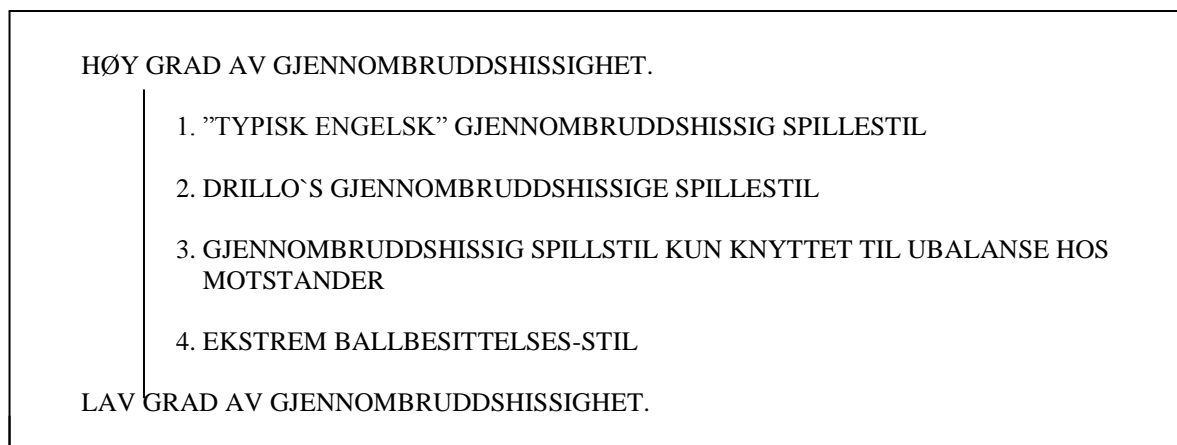 HØY GRAD AV GJENNOMBRUDDSHISSIGHET.
1. ”TYPISK ENGELSK” GJENNOMBRUDDSHISSIG SPILLESTIL
2. DRILLO`S GJENNOMBRUDDSHISSIGE SPILLESTIL
3. GJENNOMBRUDDSHISSIG SPILLSTIL KUN KNYTTET TIL UBALANSE HOS
MOTSTANDER
4. EKSTREM BALLBESITTELSES-STIL
LAV GRAD AV GJENNOMBRUDDSHISSIGHET.